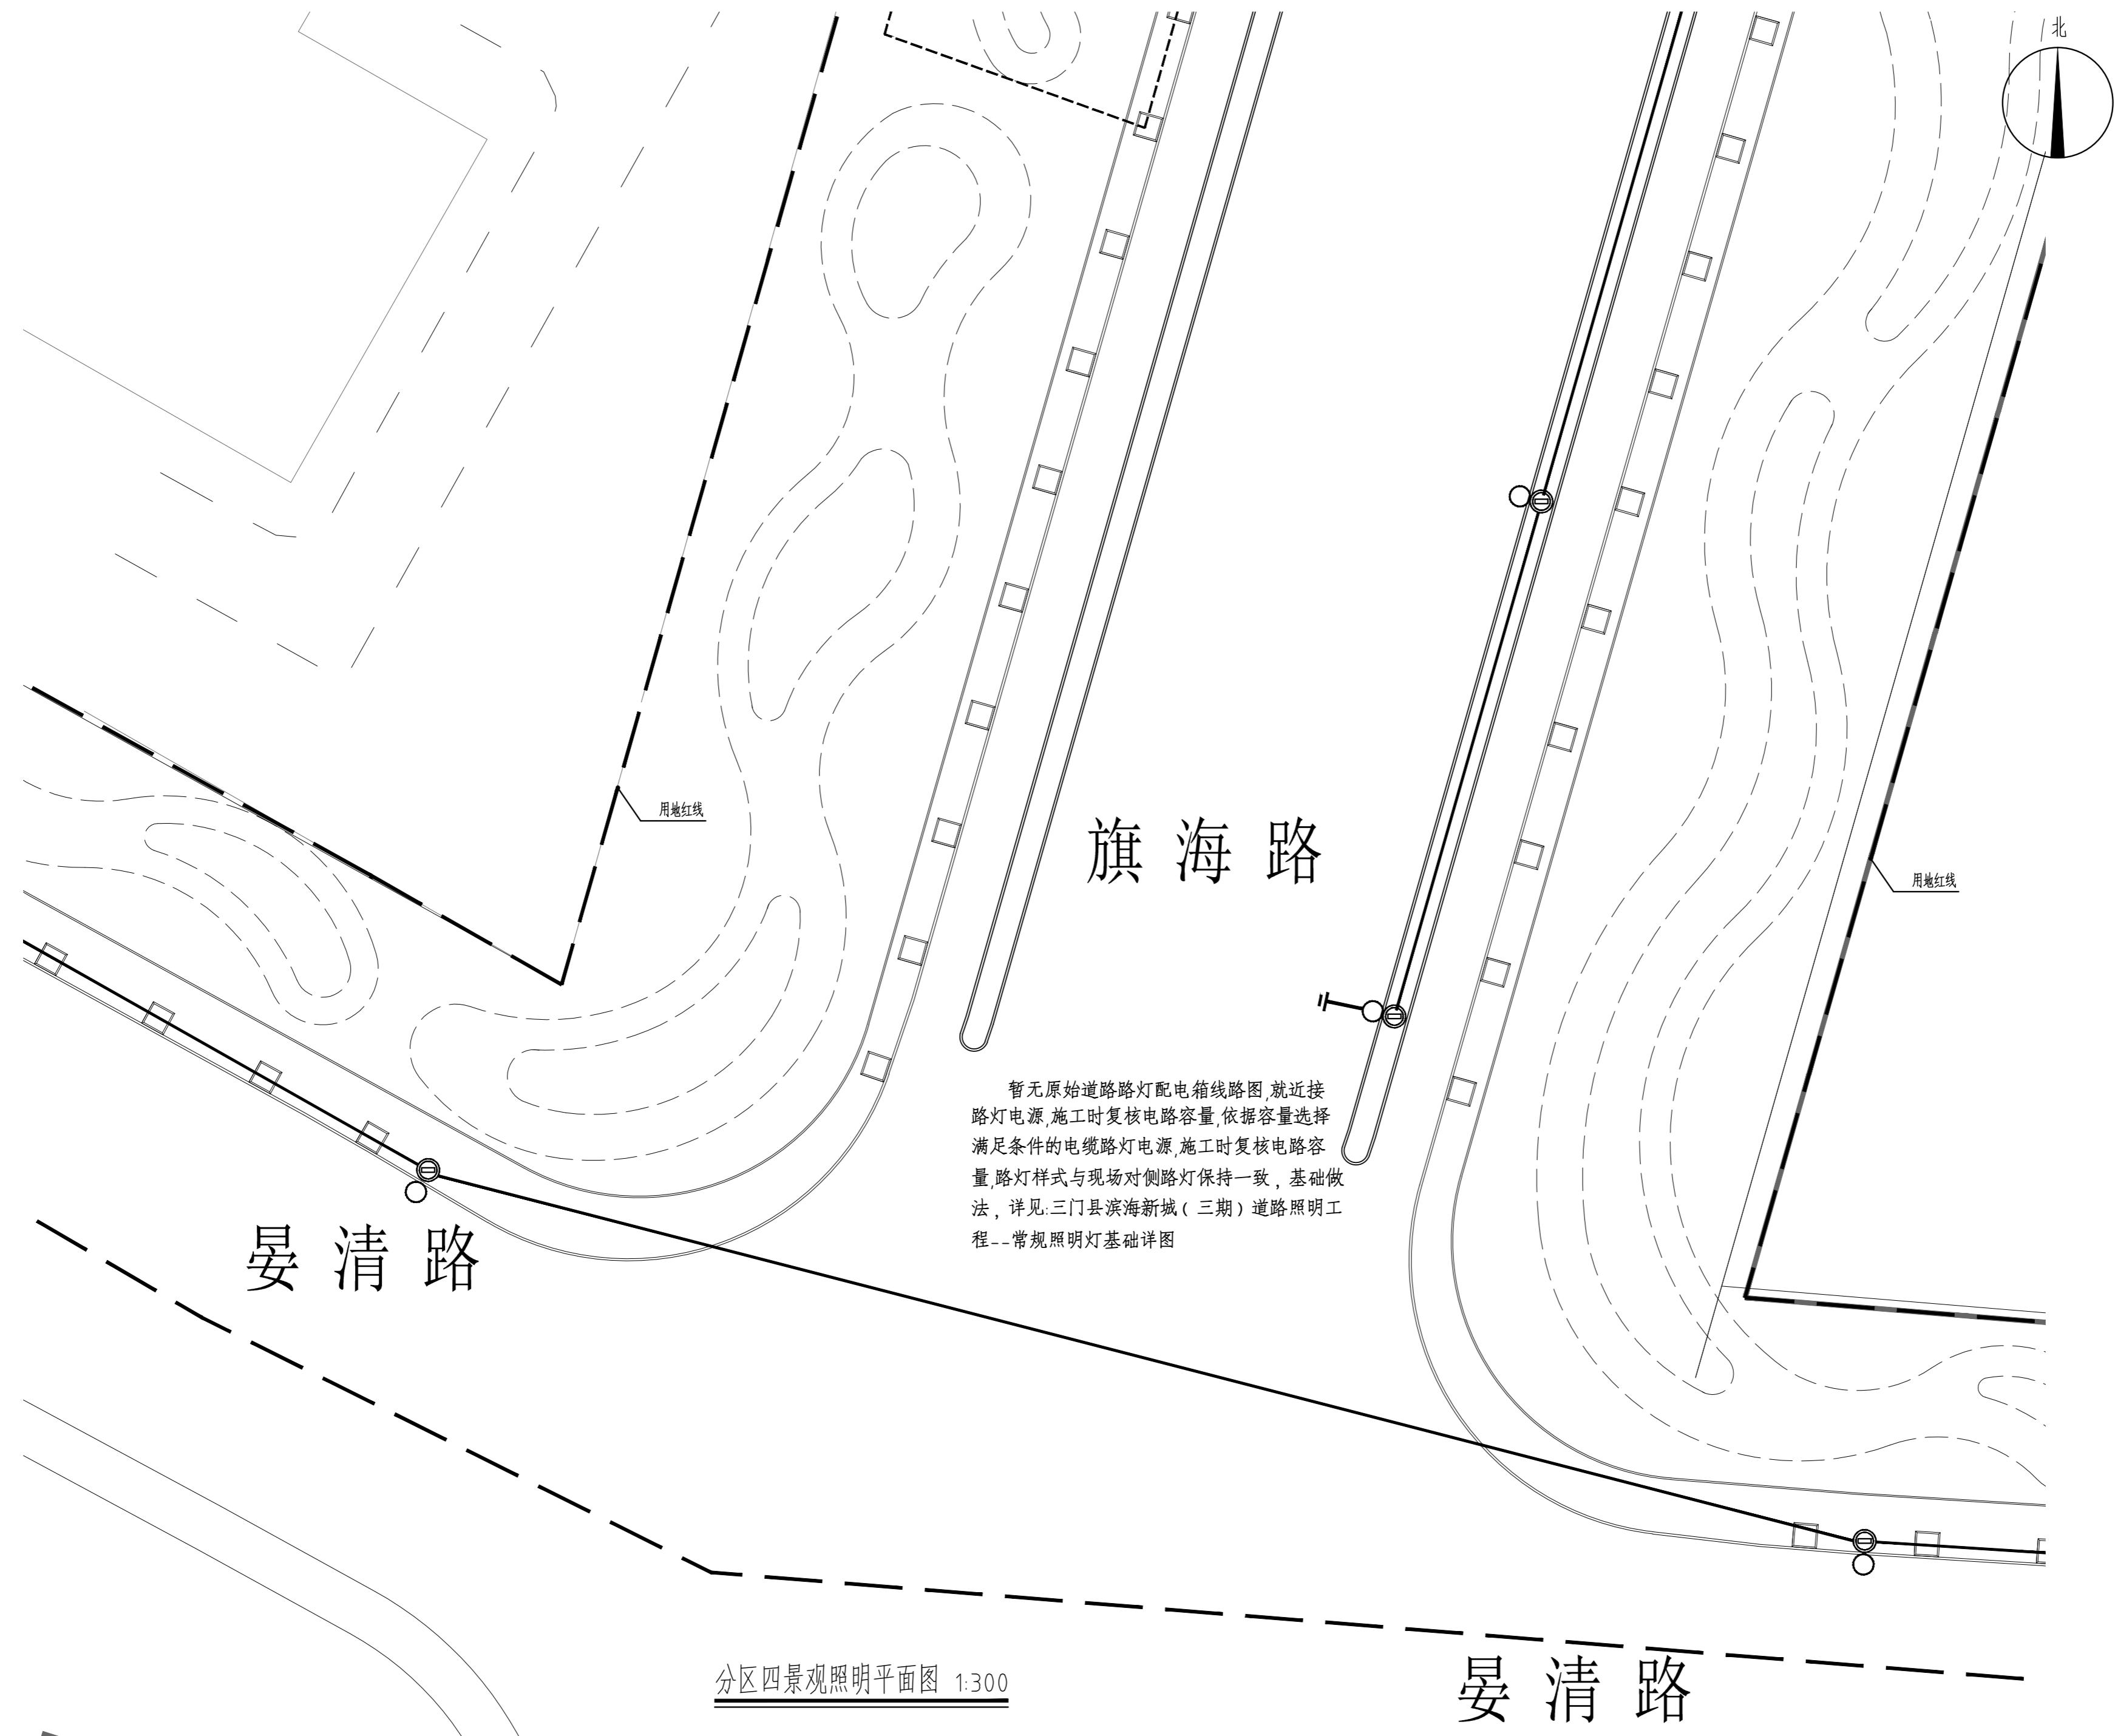 北
用地红线
旗海路
用地红线
暂无原始道路路灯配电箱线路图,就近接
路灯电源,施工时复核电路容量,依据容量选择
满足条件的电缆路灯电源,施工时复核电路容
量,路灯样式与现场对侧路灯保持一致，基础做
法，详见:三门县滨海新城（三期）道路照明工
程--常规照明灯基础详图
晏清路
分区四景观照明平面图 1:300
晏清路